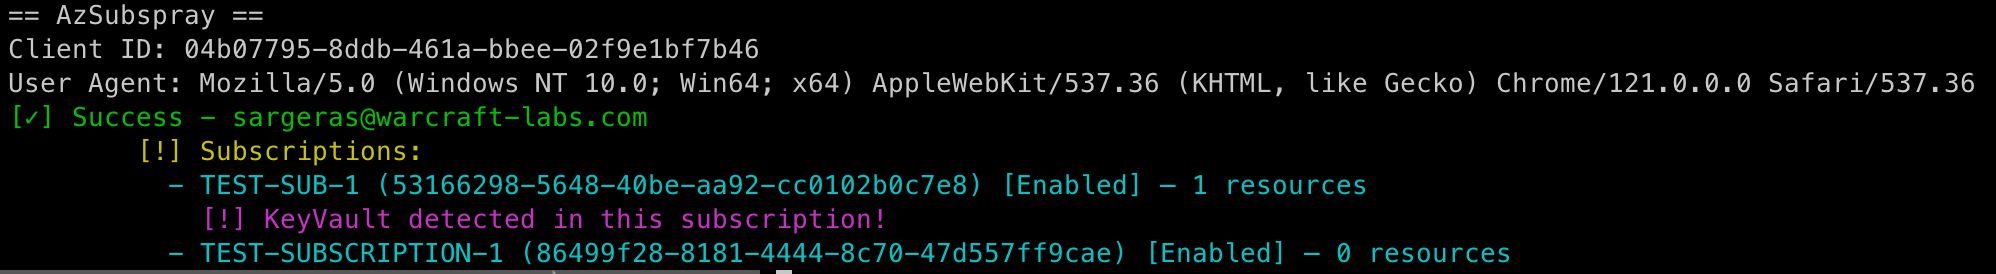 == AzSubspray ==
Client ID: 04b07795-8ddb-461a-bbee-02f9e1bf7b46
User Agent: Mozilla/5.0 (Windows NT 10.0; Win64; x64) AppleWebKit/537.36 (KHTML, like Gecko) Chrome/121.0.0.0 Safari/537.36
[✓] Success - sargeras@warcraft-labs.com
[!] Subscriptions:
- TEST-SUB-1 (53166298-5648-40be-aa92-cc0102b0c7e8) [Enabled] — 1 resources
[!] KeyVault detected in this subscription!
- TEST-SUBSCRIPTION-1 (86499f28-8181-4444-8c70-47d557ff9cae) [Enabled] — 0 resources